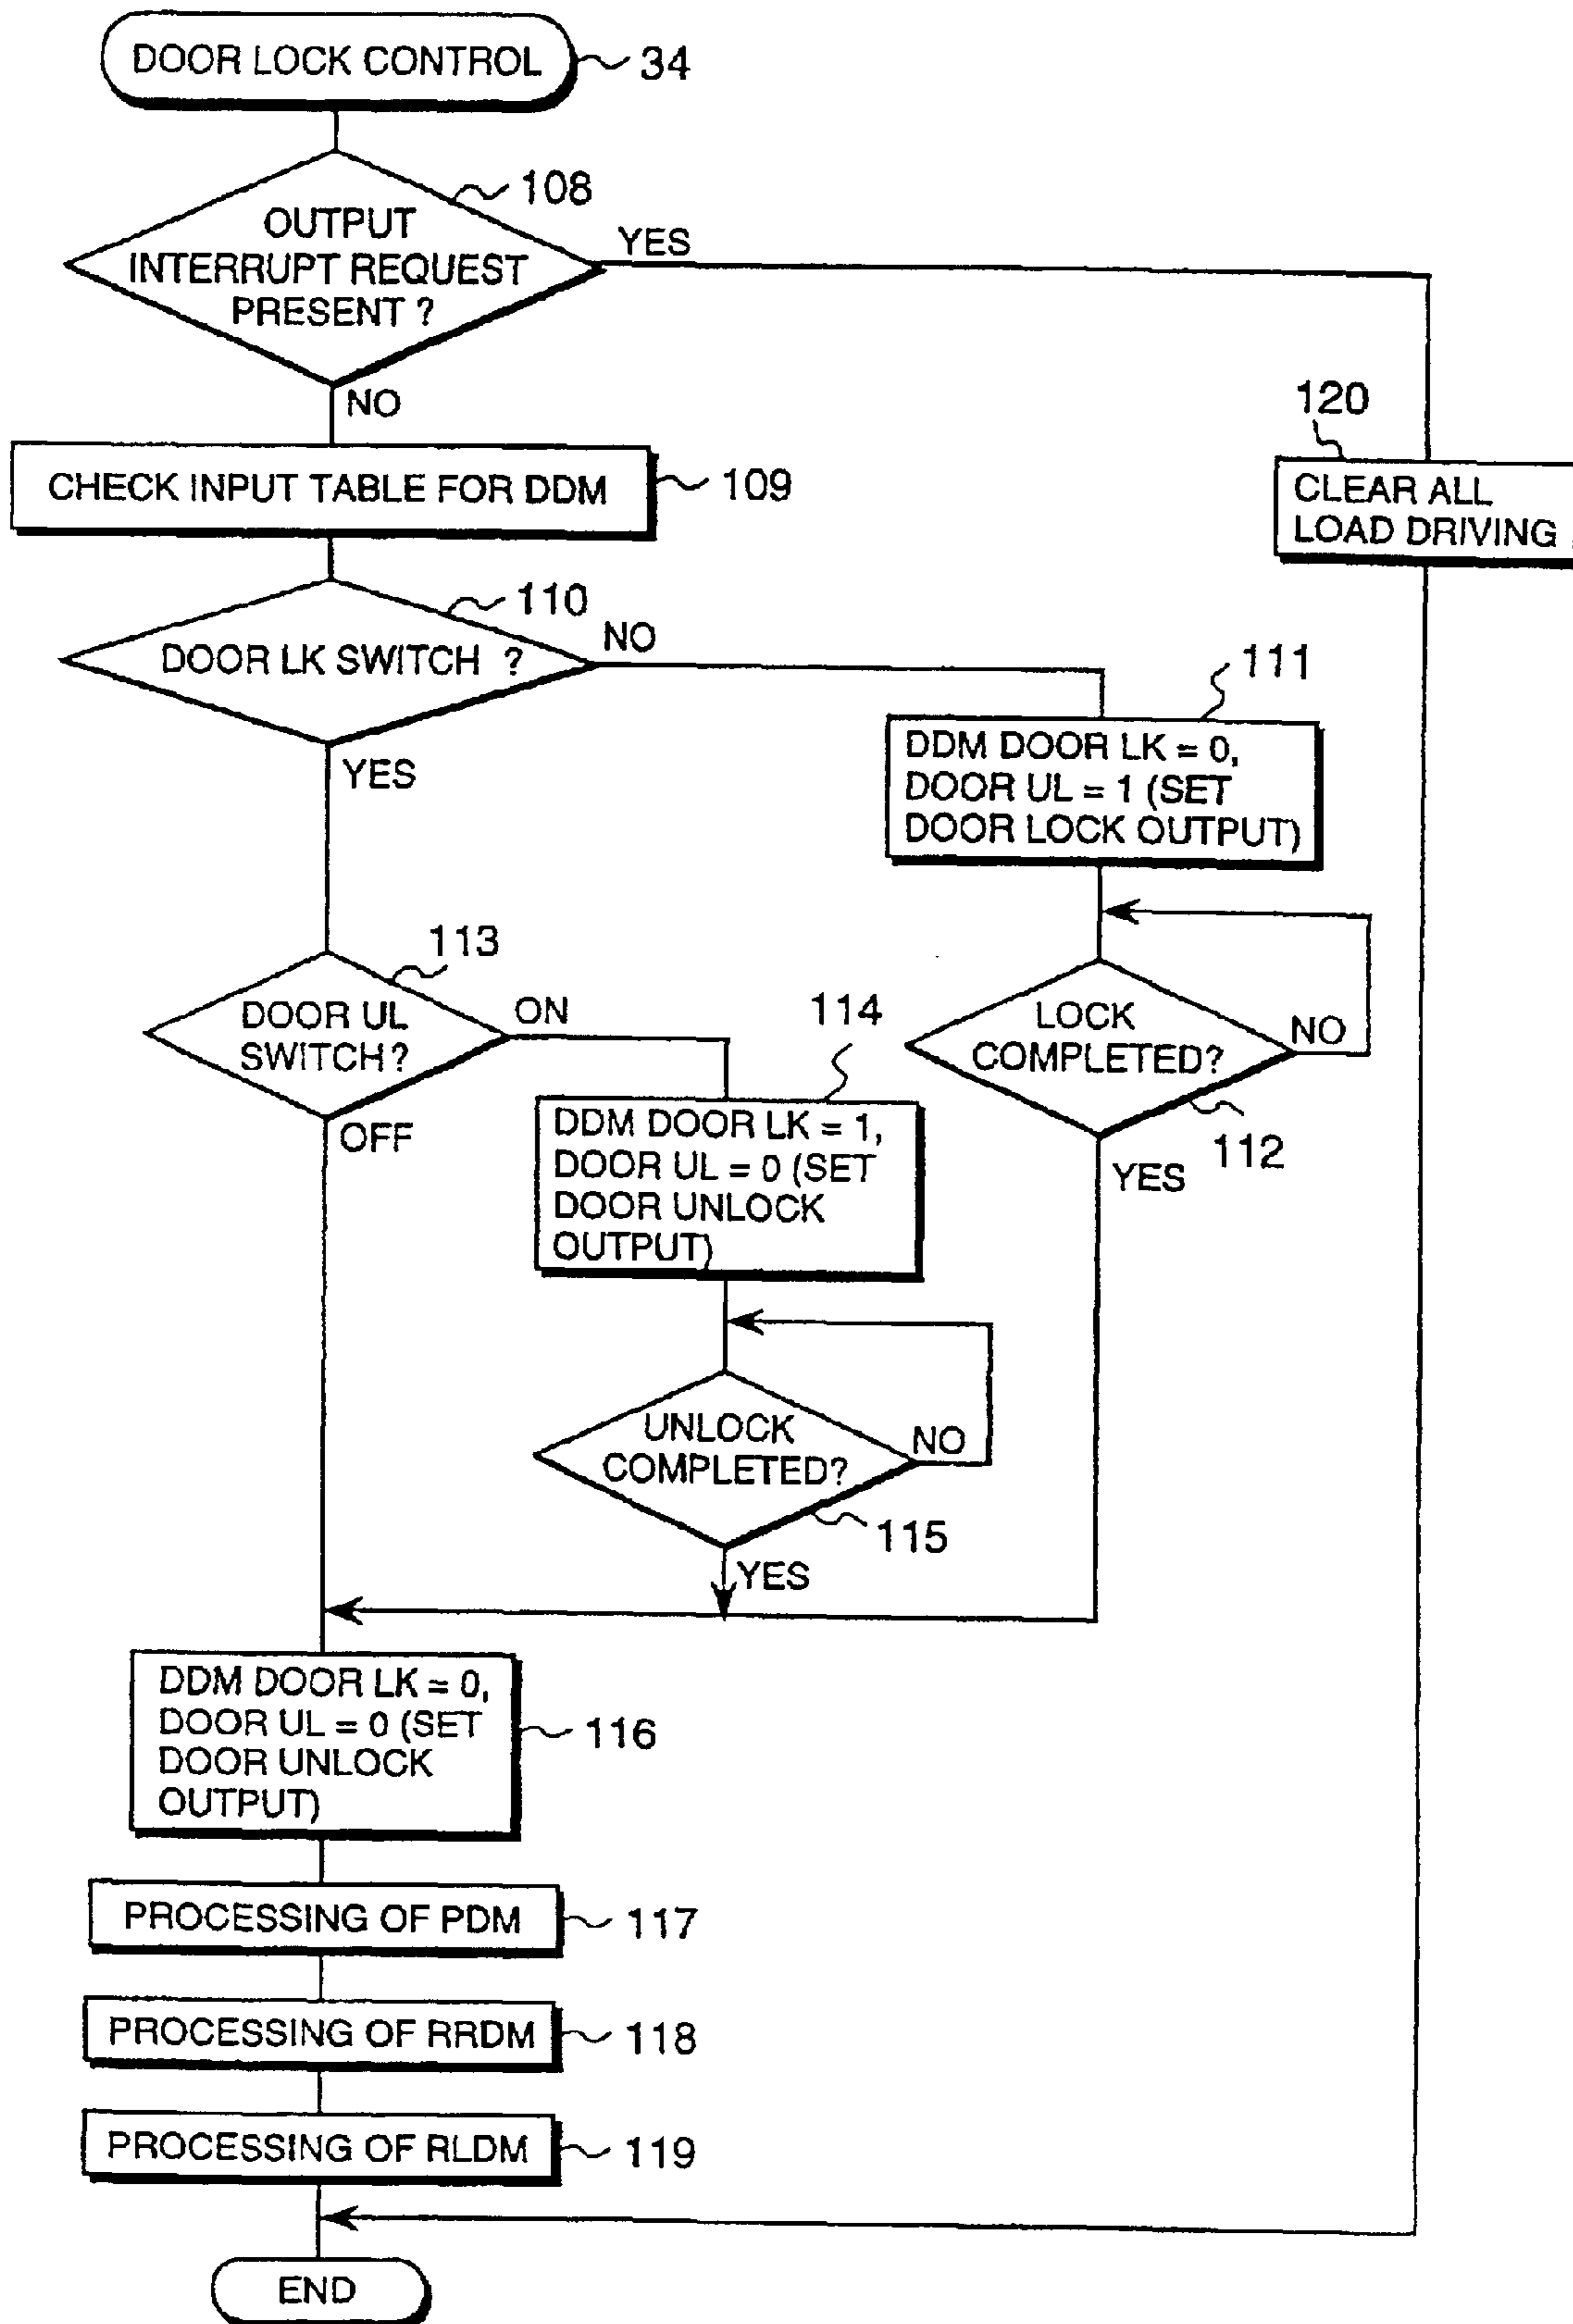 DOOR LOCK CONTROL
34
108
OUTPUT
INTERRUPT REQUEST
PRESENT ?
YES
NO
120
CLEAR ALL
LOAD DRIVING
CHECK INPUT TABLE FOR DDM
109
110
DOOR LK SWITCH ?
NO
YES
111
DDM DOOR LK = 0,
DOOR UL = 1 (SET
DOOR LOCK OUTPUT)
113
DOOR UL
SWITCH?
ON
OFF
114
DDM DOOR LK = 1,
DOOR UL = 0 (SET
DOOR UNLOCK
OUTPUT)
LOCK
COMPLETED?
NO
112
YES
UNLOCK
COMPLETED?
NO
115
YES
DDM DOOR LK = 0,
DOOR UL = 0 (SET
DOOR UNLOCK
OUTPUT)
116
PROCESSING OF PDM
117
PROCESSING OF RRDM
118
PROCESSING OF RLDM
119
END